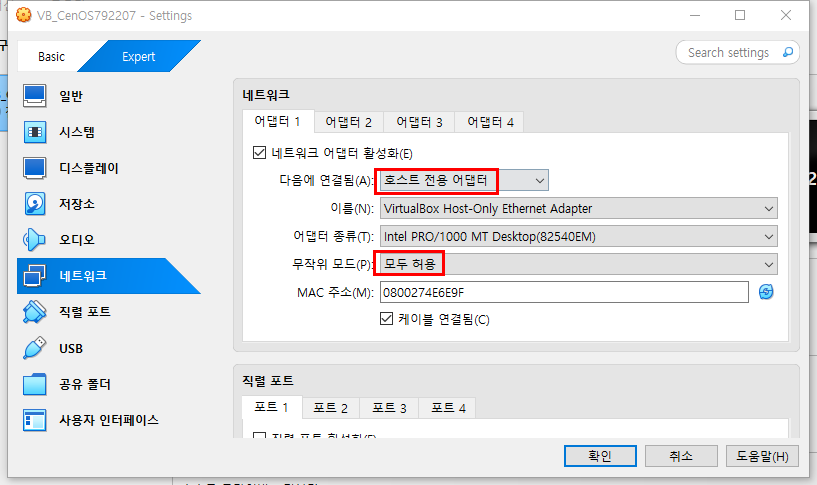 VB_CenOS792207 - Settings
Basic
Expert
Search settings
일반
시스템
디스플레이
저장소
오디오
네트워크
직렬 포트
USB
공유 폴더
사용자 인터페이스
네트워크
어댑터 1 어댑터 2 어댑터 3 어댑터 4
네트워크 어댑터 활성화(E)
다음에 연결됨(A): 호스트 전용 어댑터
이름(N): VirtualBox Host-Only Ethernet Adapter
어댑터 종류(T): Intel PRO/1000 MT Desktop(82540EM)
무작위 모드(P): 모두 허용
MAC 주소(M): 0800274E6E9F
케이블 연결됨(C)
직렬 포트
포트 1 포트 2 포트 3 포트 4
직렬 포트 활성화(E)
확인 취소 도움말(H)